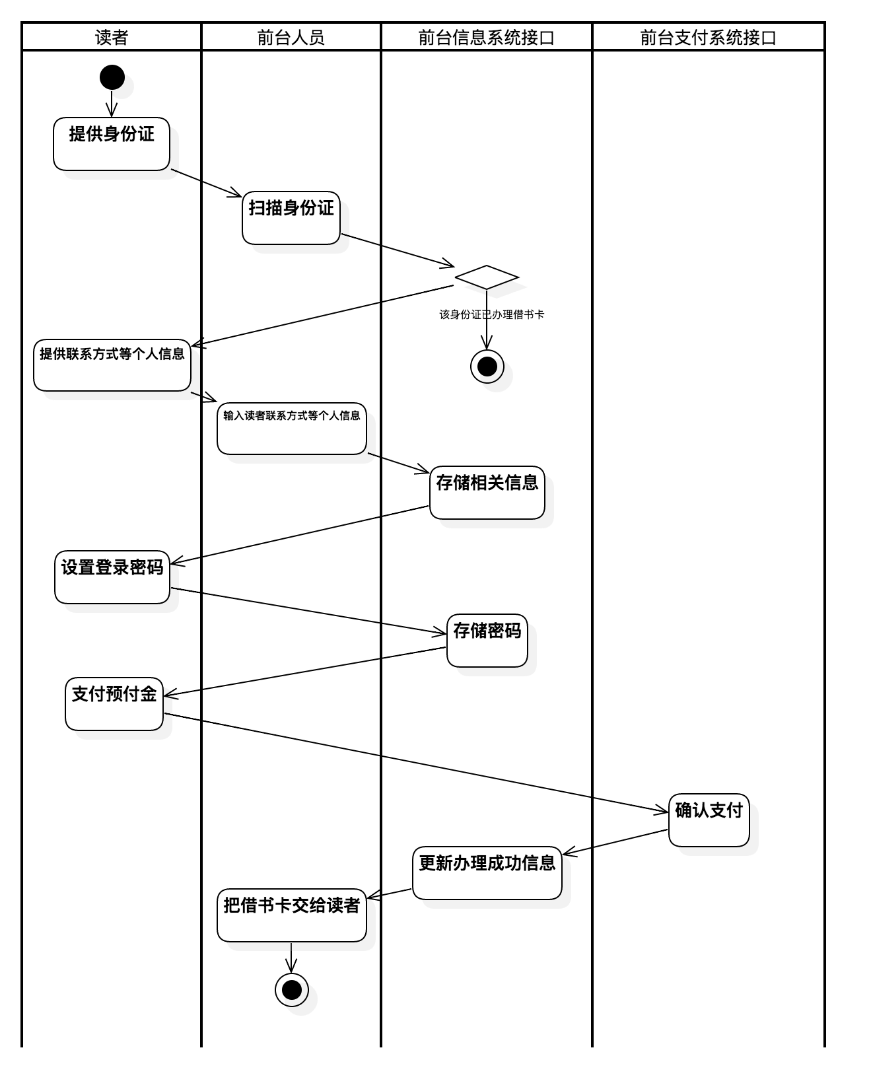 读者
前台人员
前台信息系统接口
前台支付系统接口
提供身份证
扫描身份证
该身份证已办理借书卡
提供联系方式等个人信息
输入读者联系方式等个人信息
存储相关信息
设置登录密码
存储密码
支付预付金
确认支付
更新办理成功信息
把借书卡交给读者